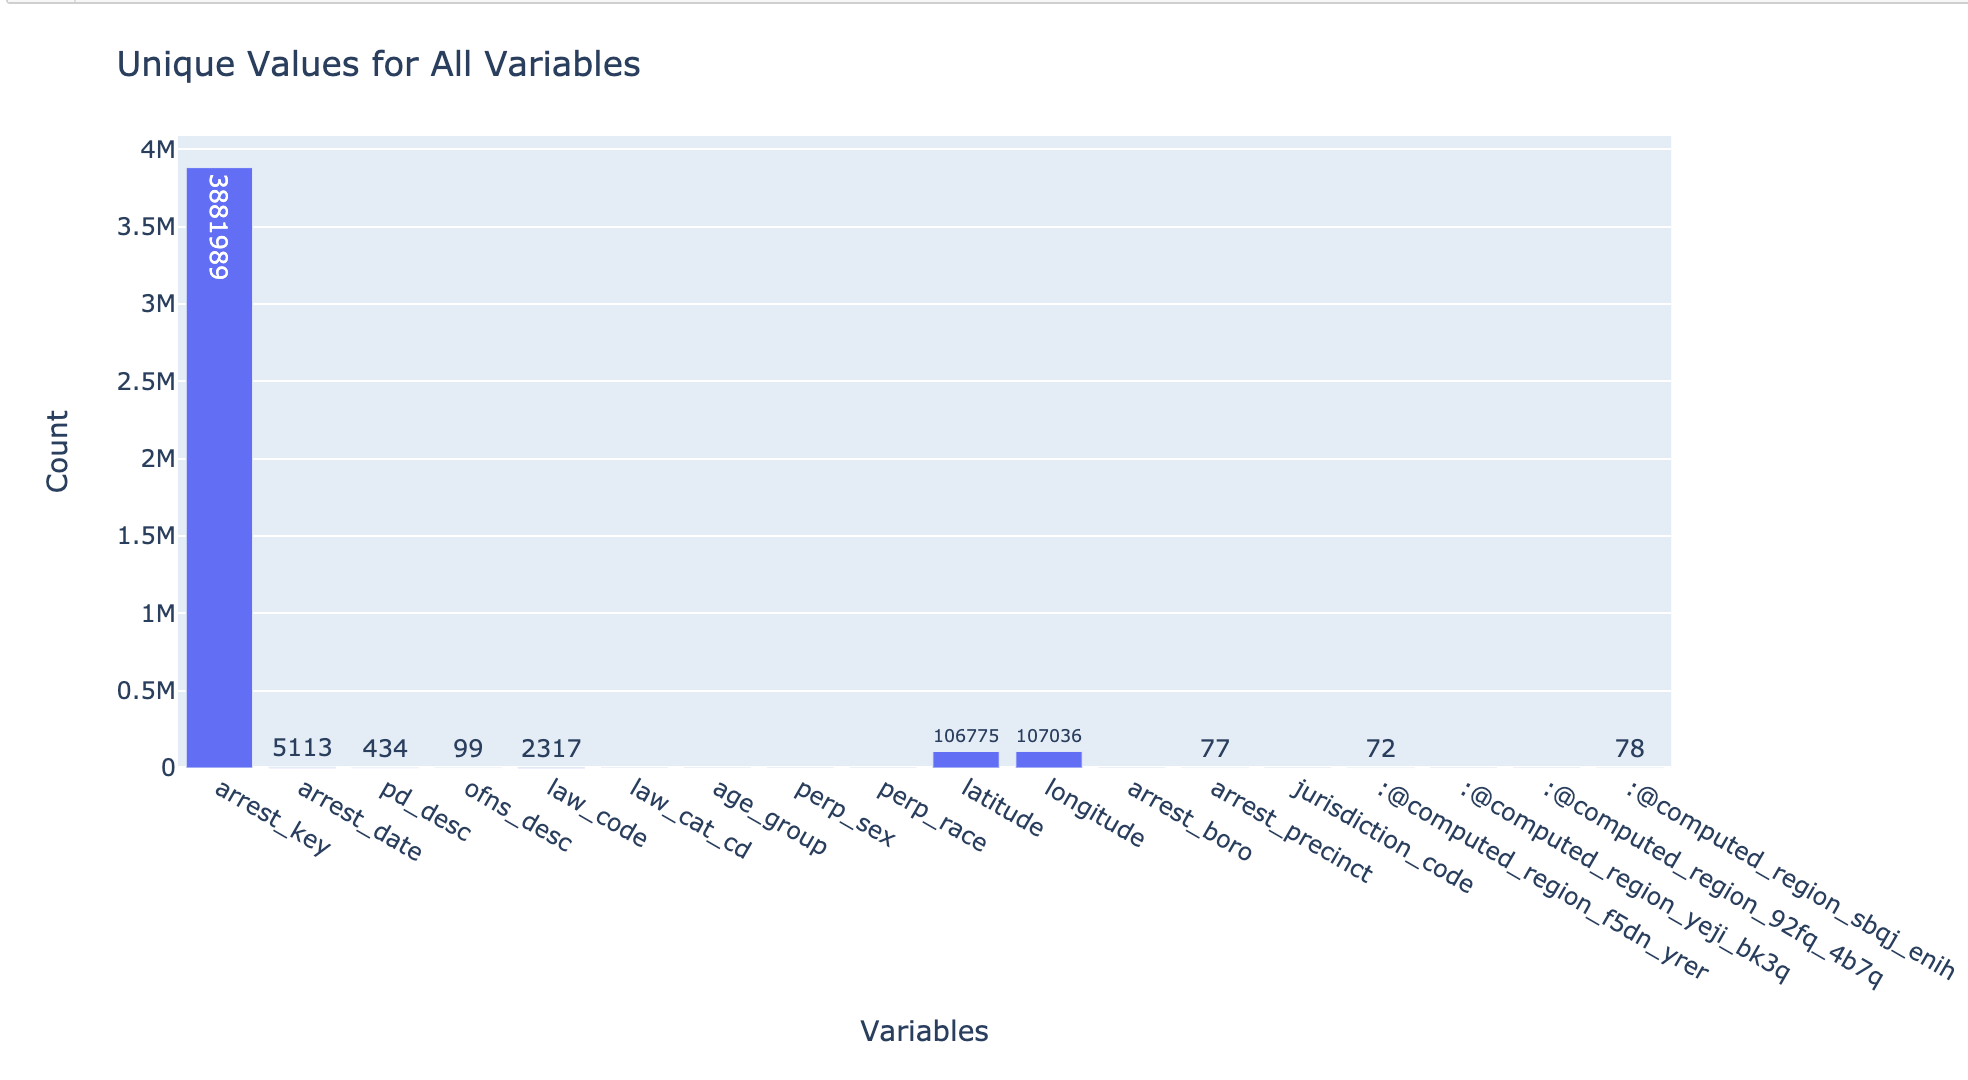 Unique Values for All Variables
4M
3.5M
3M
2.5M
2M
1.5M
1M
0.5M
0
Count
3881989
5113
434
99
2317
106775
107036
77
72
78
arrest_key
arrest_date
pd_desc
ofns_desc
law_code
law_cat_cd
age_group
perp_sex
perp_race
latitude
longitude
arrest_boro
arrest_precinct
jurisdiction_code
:@computed_region_f5dn_yrer
:@computed_region_yeji_bk3q
:@computed_region_92fq_4b7q
:@computed_region_sbqj_enih
Variables